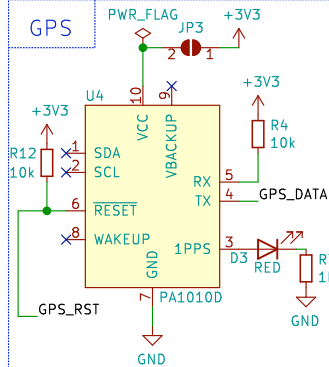 GPS
PWR_FLAG
JP3
+3V3
2
1
+3V3
U4
10
9
+3V3
VCC
VBACKUP
R4
10k
R12
10k
1
SDA
2
SCL
RX
5
TX
4
GPS_DATA
6
RESET
8
WAKEUP
1PPS
3
D3
RED
GND
7
PA1010D
GPS_RST
GND
GND